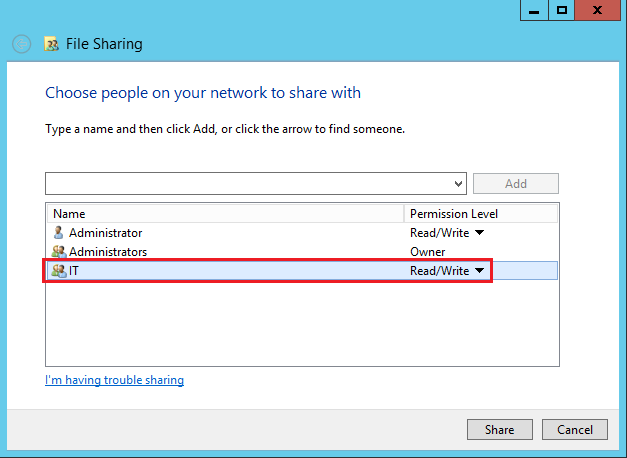 File Sharing
Choose people on your network to share with
Type a name and then click Add, or click the arrow to find someone.
Add
Name Permission Level
Administrator Read/Write
Administrators Owner
IT Read/Write
I'm having trouble sharing
Share Cancel